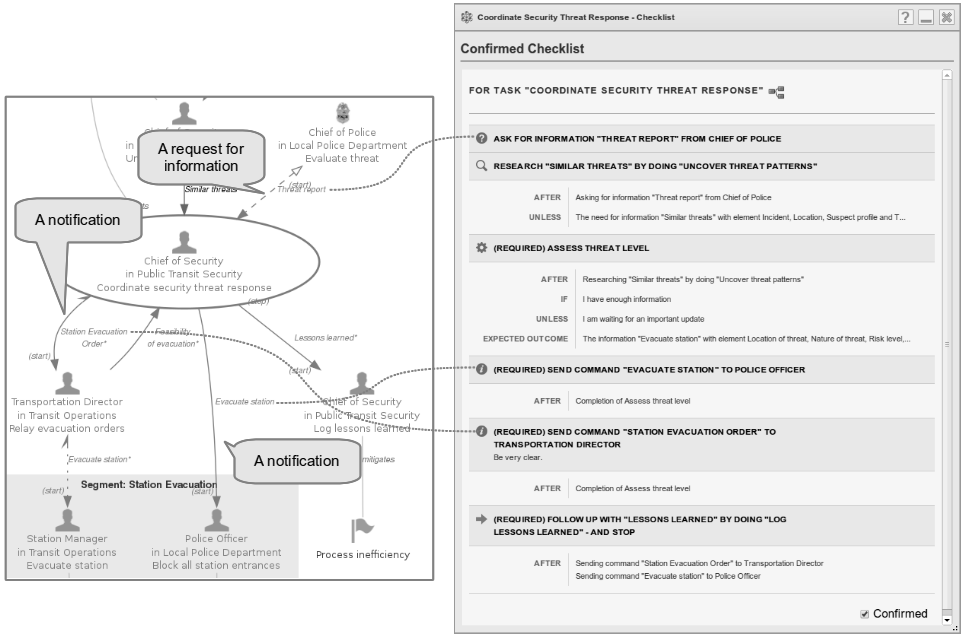 Chief of Police
in Local Police Department
Evaluate threat
A request for
information
(start)
Similar threats
Threat report
A notification
Chief of Security
in Public Transit Security
Coordinate security threat response
(stop)
Station Evacuation
Order*
Feasibility
of evacuation*
Lessons learned*
(start)
(start)
Transportation Director
in Transit Operations
Relay evacuation orders
Evacuate station
Chief of Security
in Public Transit Security
Log lessons learned
Evacuate station*
A notification
mitigates
(start)
Segment: Station Evacuation
(start)
Station Manager
in Transit Operations
Evacuate station
Police Officer
in Local Police Department
Block all station entrances
Process inefficiency
Coordinate Security Threat Response - Checklist
Confirmed Checklist
FOR TASK "COORDINATE SECURITY THREAT RESPONSE"
ASK FOR INFORMATION "THREAT REPORT" FROM CHIEF OF POLICE
RESEARCH "SIMILAR THREATS" BY DOING "UNCOVER THREAT PATTERNS"
AFTER Asking for information "Threat report" from Chief of Police
UNLESS The need for information "Similar threats" with element Incident, Location, Suspect profile and T...
(REQUIRED) ASSESS THREAT LEVEL
AFTER Researching "Similar threats" by doing "Uncover threat patterns"
IF I have enough information
UNLESS I am waiting for an important update
EXPECTED OUTCOME The information "Evacuate station" with element Location of threat, Nature of threat, Risk level,...
(REQUIRED) SEND COMMAND "EVACUATE STATION" TO POLICE OFFICER
AFTER Completion of Assess threat level
(REQUIRED) SEND COMMAND "STATION EVACUATION ORDER" TO
TRANSPORTATION DIRECTOR
Be very clear.
AFTER Completion of Assess threat level
(REQUIRED) FOLLOW UP WITH "LESSONS LEARNED" BY DOING "LOG
LESSONS LEARNED" - AND STOP
AFTER Sending command "Station Evacuation Order" to Transportation Director
Sending command "Evacuate station" to Police Officer
Confirmed